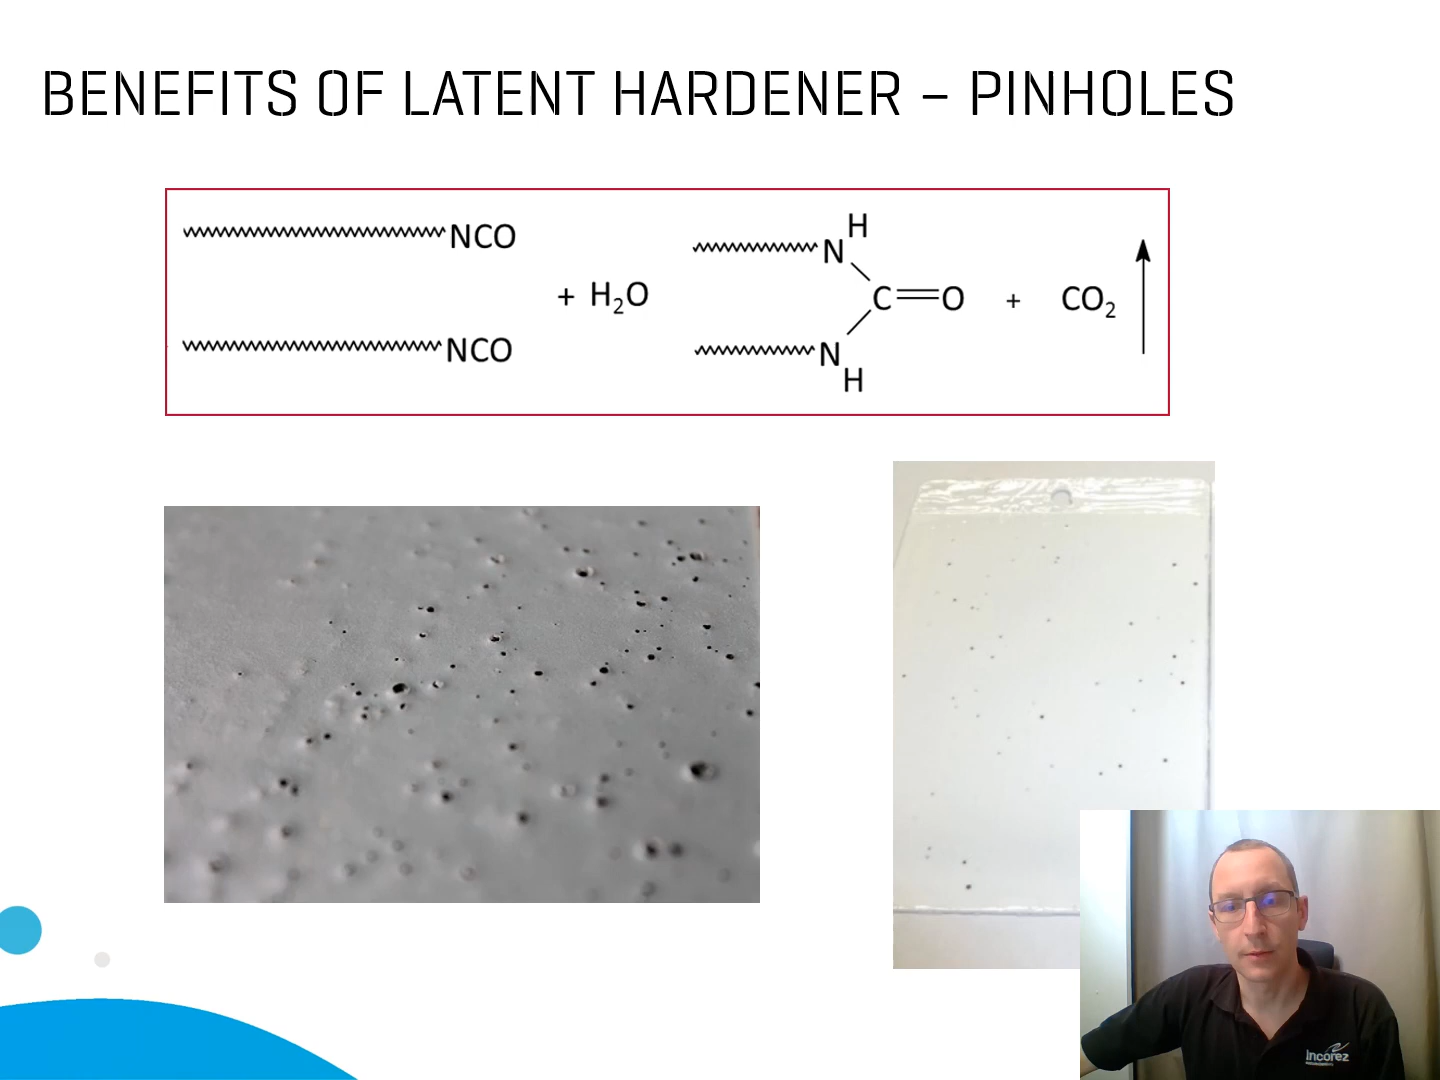 BENEFITS OF LATENT HARDENER – PINHOLES
NCO
+ H₂O
NCO
H
N
C
O
+ CO₂
N
H
Incorez